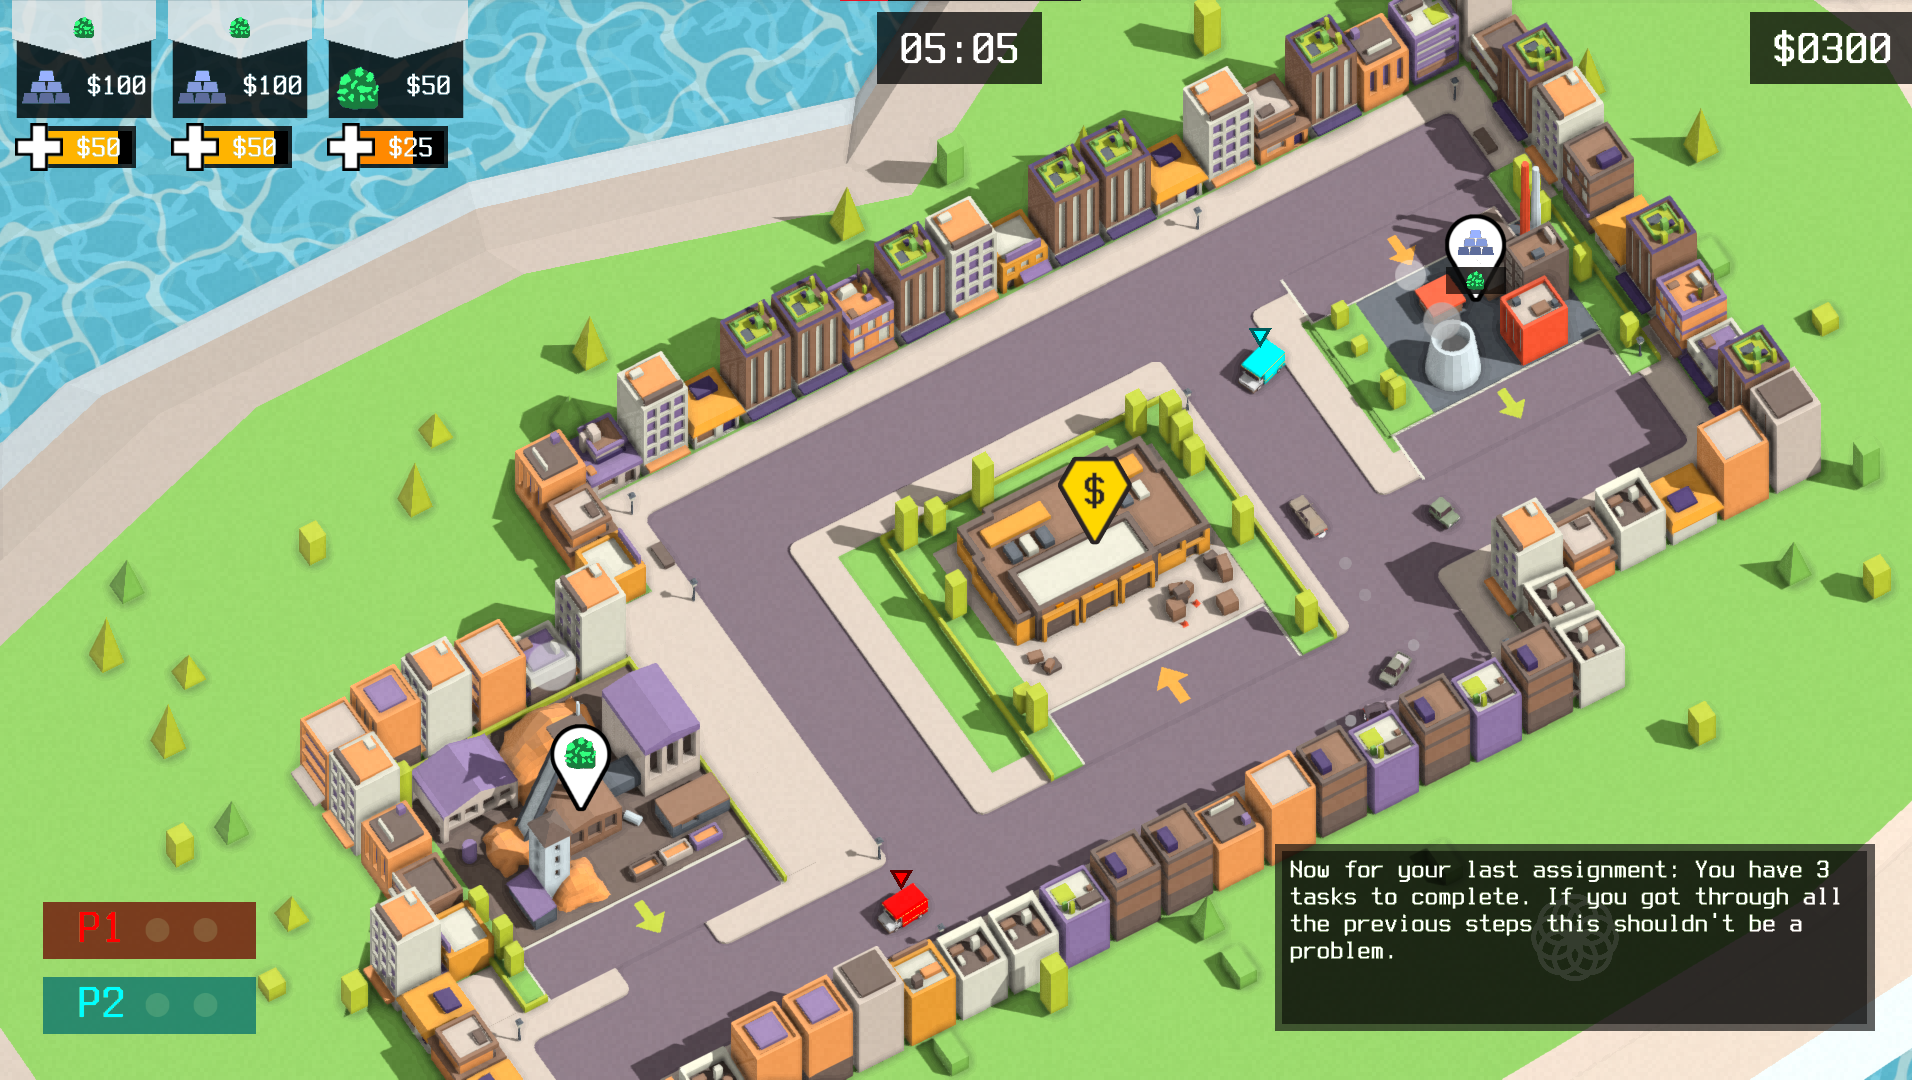 $100 $100 $50
$50 $50 $25
05:05
$0300
$
P1
P2
Now for your last assignment: You have 3
tasks to complete. If you got through all
the previous steps this shouldn't be a
problem.